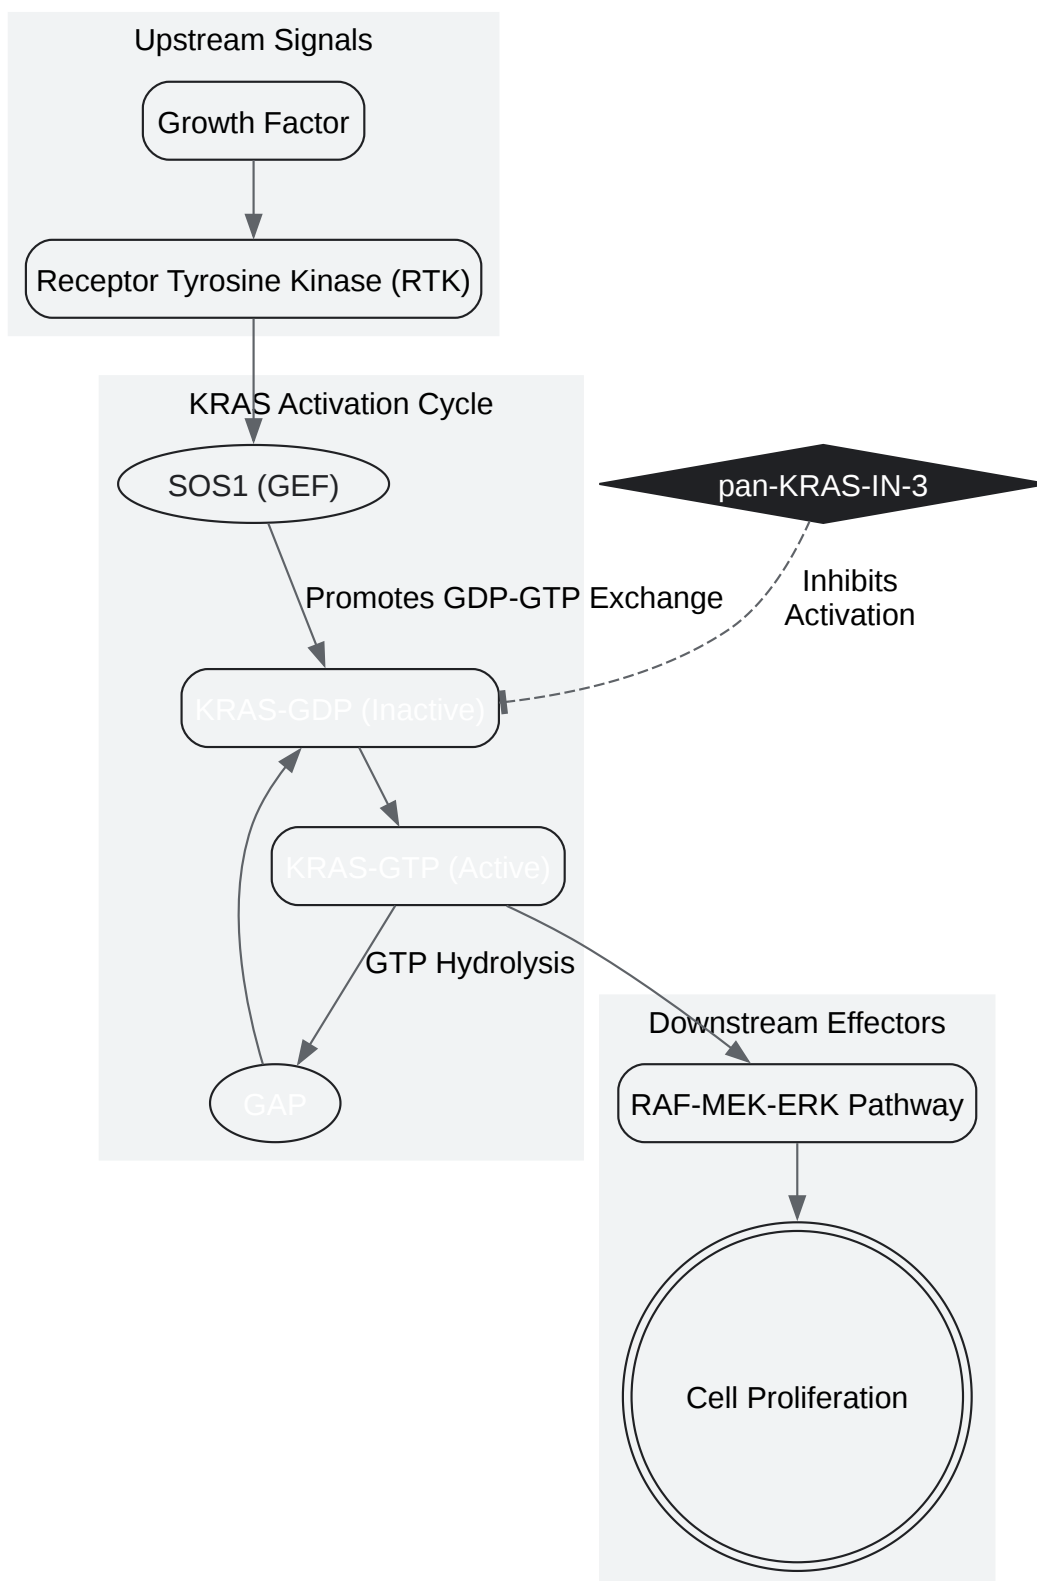 Upstream Signals
Growth Factor
Receptor Tyrosine Kinase (RTK)
KRAS Activation Cycle
SOS1 (GEF)
pan-KRAS-IN-3
Promotes GDP-GTP Exchange
Inhibits
Activation
KRAS-GDP (Inactive)
KRAS-GTP (Active)
GTP Hydrolysis
GAP
Downstream Effectors
RAF-MEK-ERK Pathway
Cell Proliferation